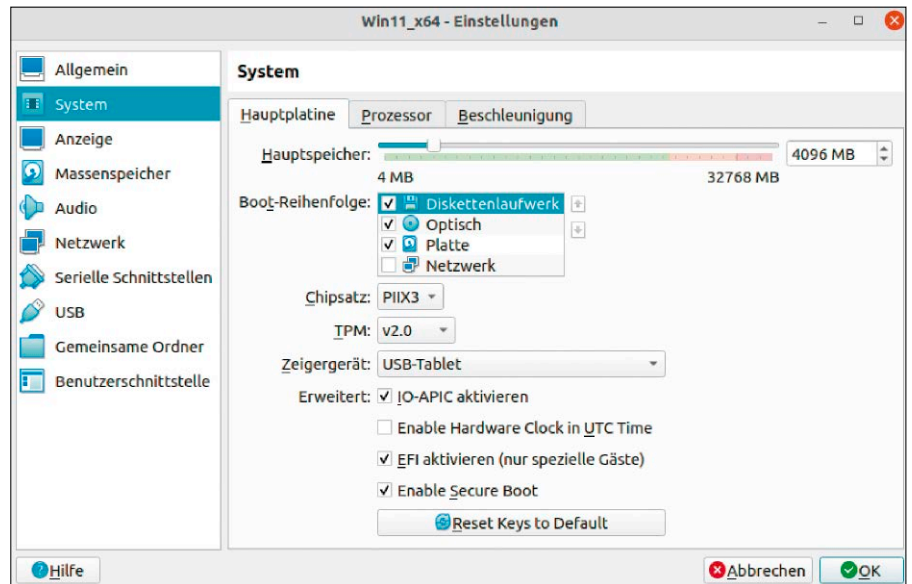 Win11_x64 - Einstellungen
Allgemein
System
Anzeige
Massenspeicher
Audio
Netzwerk
Serielle Schnittstellen
USB
Gemeinsame Ordner
Benutzerschnittstelle
System
Hauptplatine Prozessor Beschleunigung
Hauptspeicher: 4096 MB
4 MB 32768 MB
Boot-Reihenfolge: Diskettenlaufwerk
Optisch
Platte
Netzwerk
Chipsatz: PIIX3
TPM: v2.0
Zeigergerät: USB-Tablet
Erweitert: IO-APIC aktivieren
Enable Hardware Clock in UTC Time
EFI aktivieren (nur spezielle Gäste)
Enable Secure Boot
Reset Keys to Default
Hilfe Abbrechen OK